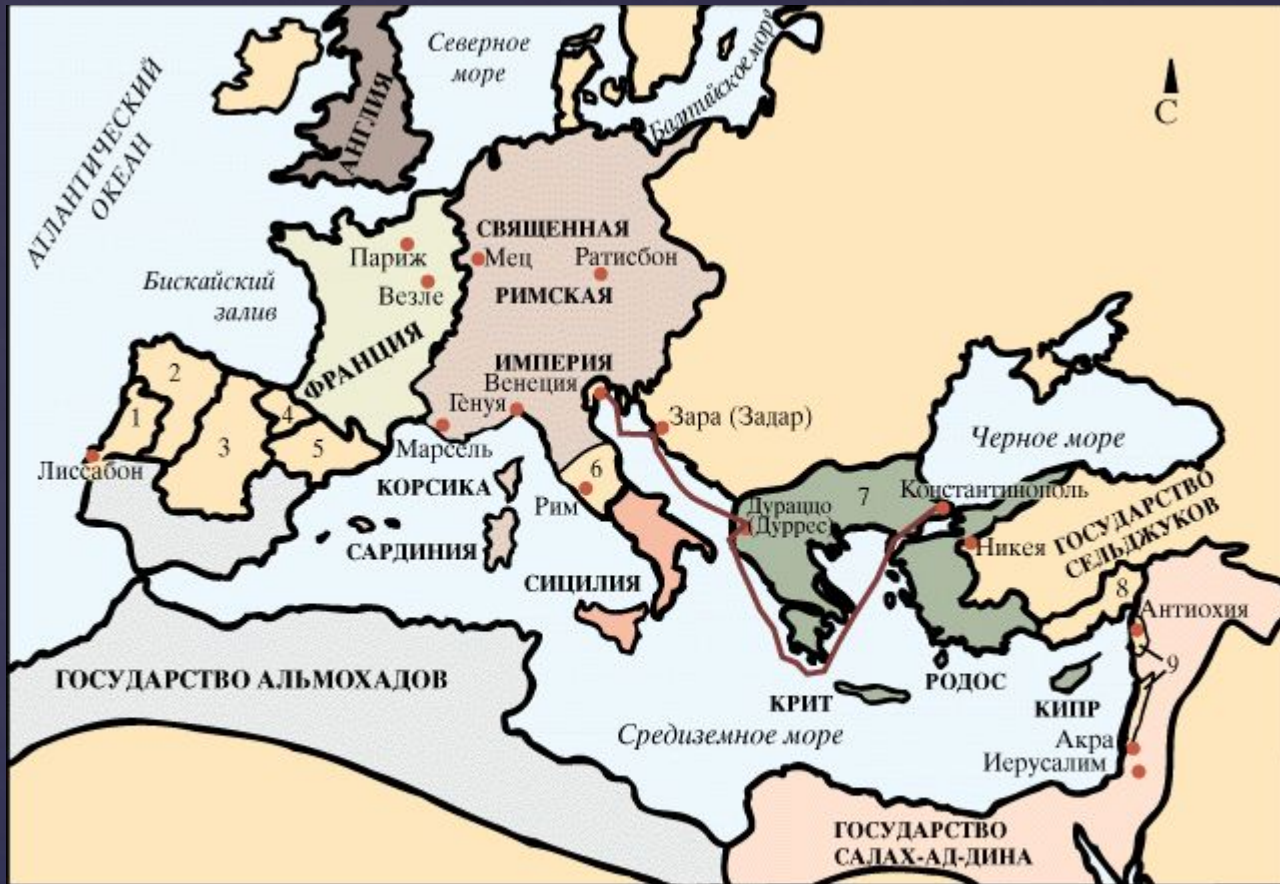 Северное
море
Балтийское море
С
АТЛАНТИЧЕСКИЙ
ОКЕАН
АНГЛИЯ
СВЯЩЕННАЯ
Париж
Мец
Ратисбон
Бискайский
залив
Везле
РИМСКАЯ
ФРАНЦИЯ
ИМПЕРИЯ
Венеция
2
Генуя
Зара (Задар)
1
4
3
5
Марсель
Черное море
Лиссабон
КОРСИКА
6
Рим
7
Константинополь
Дураццо
(Дуррес)
ГОСУДАРСТВО
СЕЛЬДЖУКОВ
Никея
САРДИНИЯ
СИЦИЛИЯ
8
Антиохия
9
ГОСУДАРСТВО АЛЬМОХАДОВ
РОДОС
КРИТ
КИПР
Средиземное море
Акра
Иерусалим
ГОСУДАРСТВО
САЛАХ-АД-ДИНА